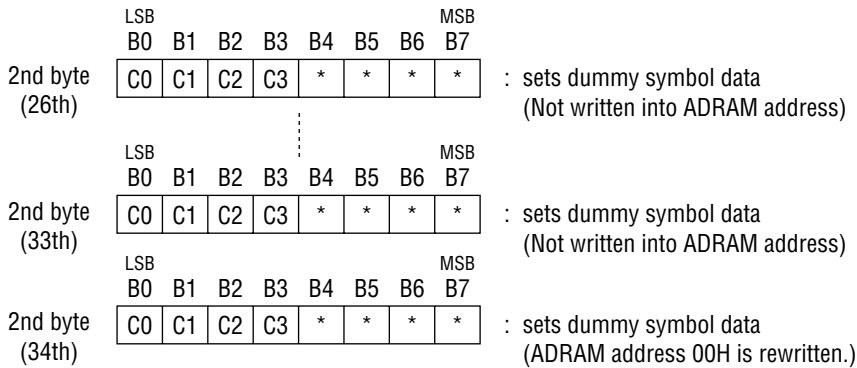 LSB MSB
B0 B1 B2 B3 B4 B5 B6 B7
2nd byte C0 C1 C2 C3 * * * * : sets dummy symbol data
(26th) (Not written into ADRAM address)
LSB MSB
B0 B1 B2 B3 B4 B5 B6 B7
2nd byte C0 C1 C2 C3 * * * * : sets dummy symbol data
(33th) (Not written into ADRAM address)
LSB MSB
B0 B1 B2 B3 B4 B5 B6 B7
2nd byte C0 C1 C2 C3 * * * * : sets dummy symbol data
(34th) (ADRAM address 00H is rewritten.)